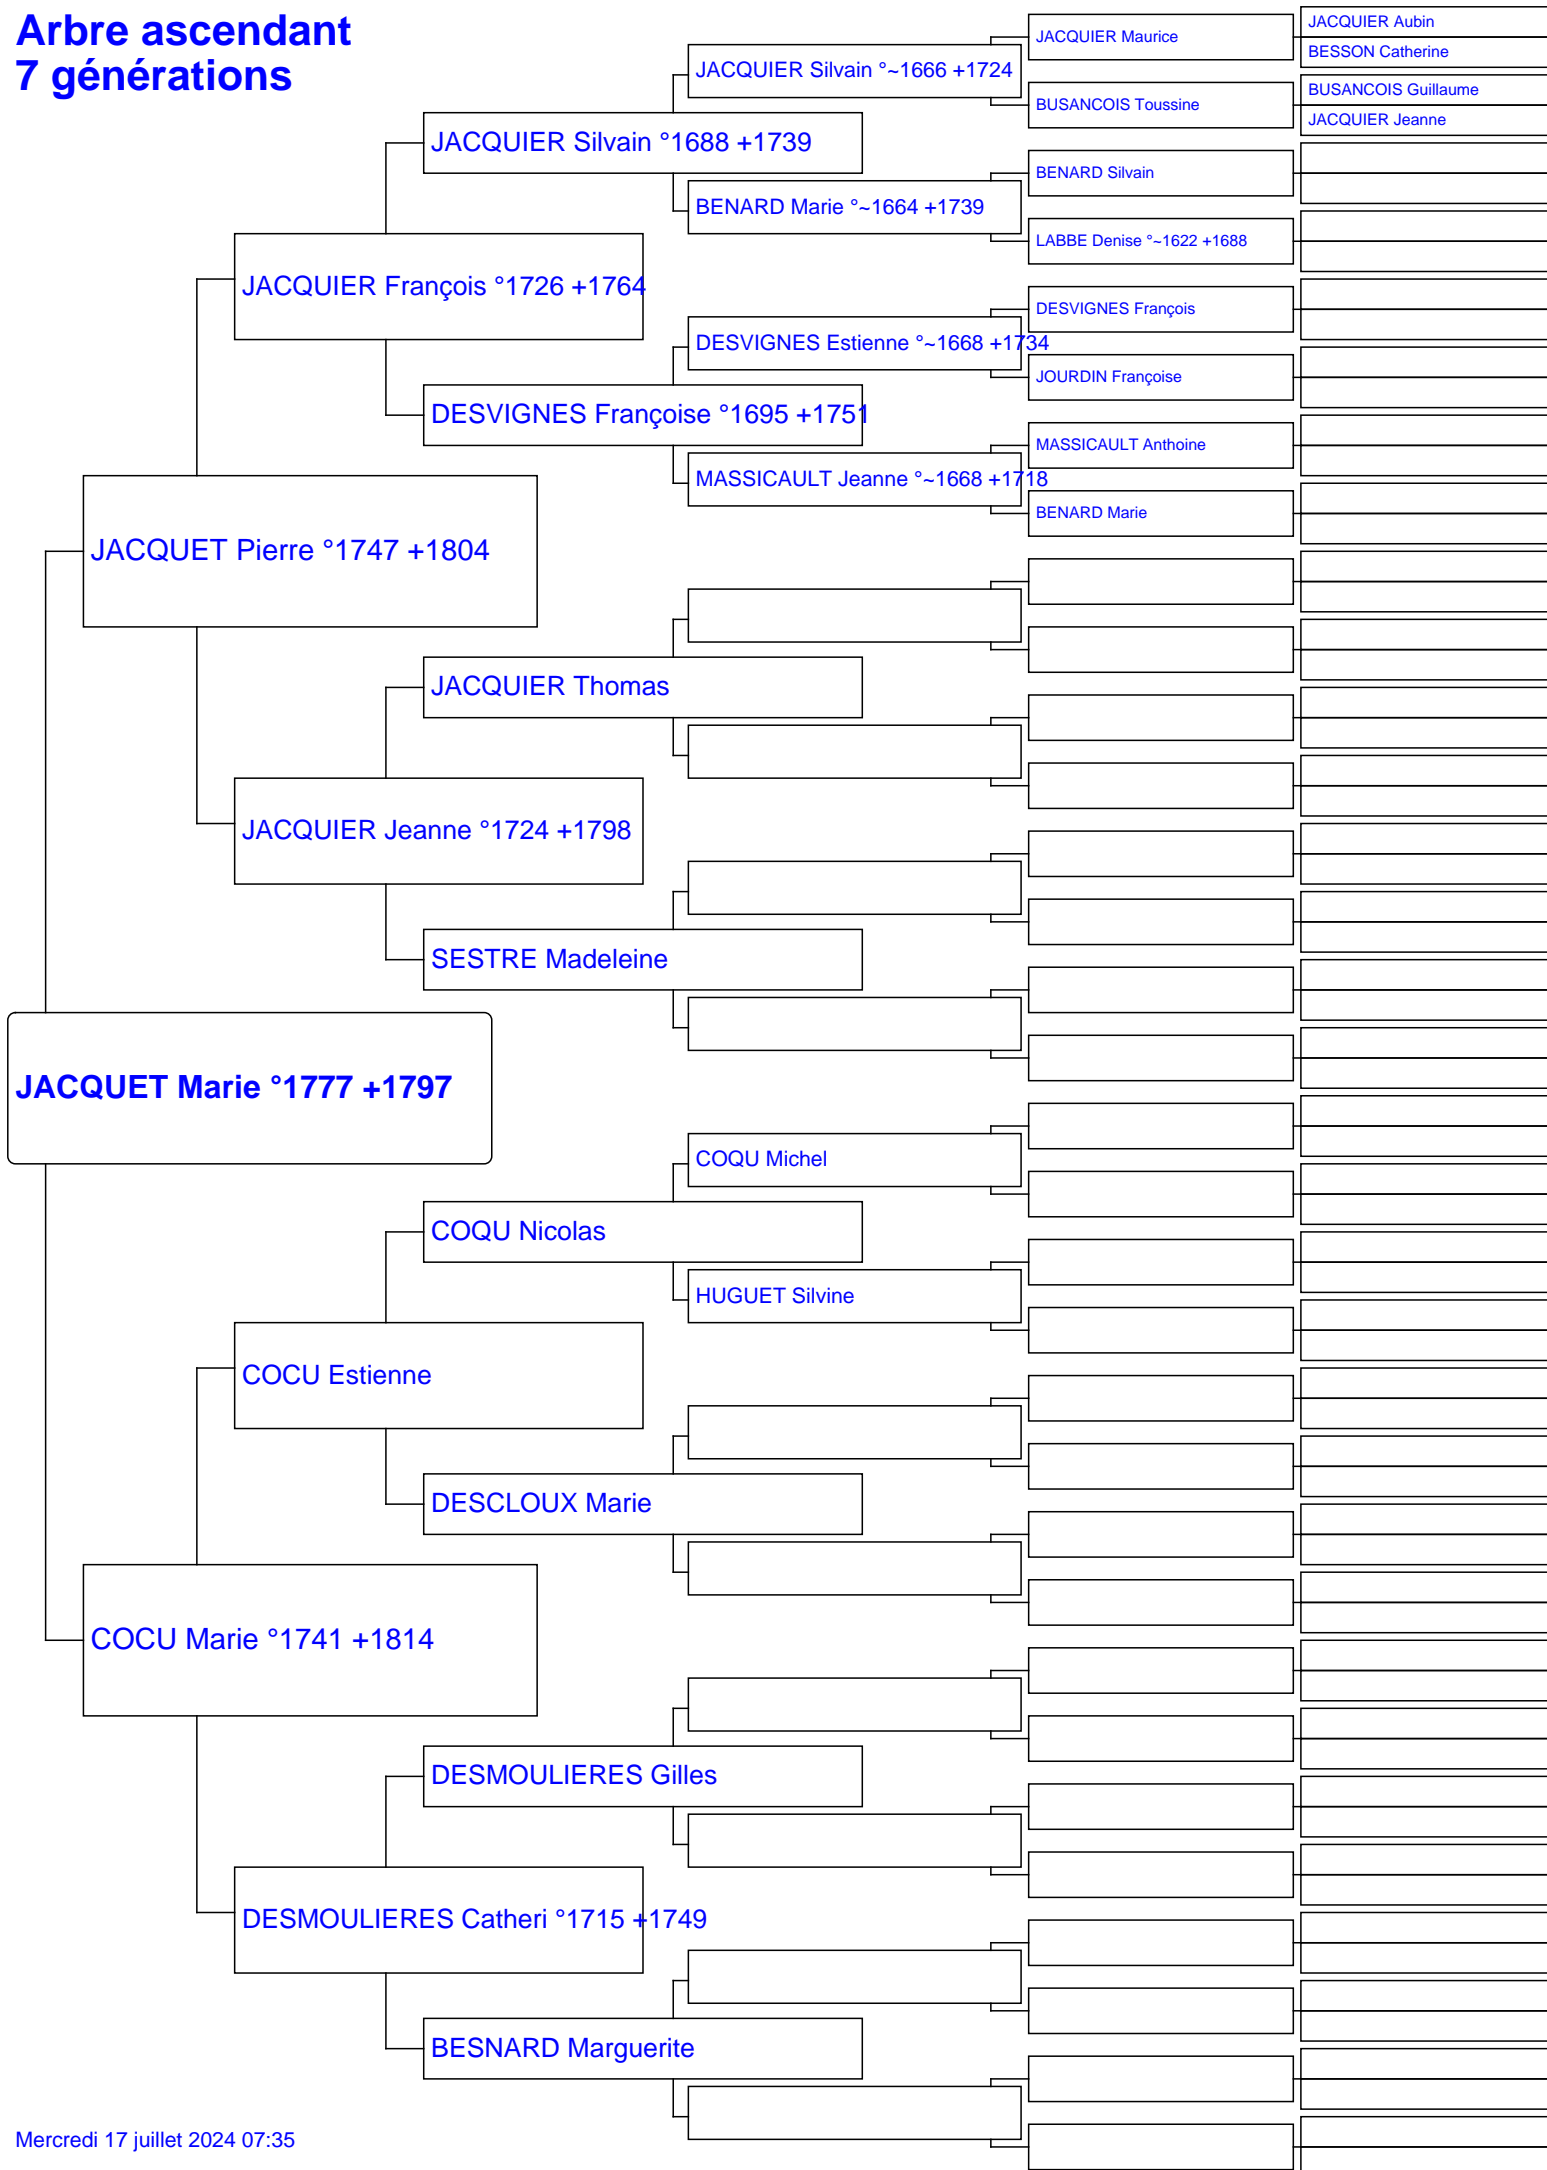 Arbre ascendant
7 générations
JACQUIER Aubin
JACQUIER Maurice
BESSON Catherine
JACQUIER Silvain °~1666 +1724
BUSANCOIS Guillaume
BUSANCOIS Toussine
JACQUIER Jeanne
JACQUIER Silvain °1688 +1739
BENARD Silvain
BENARD Marie °~1664 +1739
LABBE Denise °~1622 +1688
JACQUIER François °1726 +1764
DESVIGNES François
DESVIGNES Estienne °~1668 +1734
JOURDIN Françoise
DESVIGNES Françoise °1695 +1751
MASSICAULT Anthoine
MASSICAULT Jeanne °~1668 +1718
BENARD Marie
JACQUET Pierre °1747 +1804
JACQUIER Thomas
JACQUIER Jeanne °1724 +1798
SESTRE Madeleine
JACQUET Marie °1777 +1797
COQU Michel
COQU Nicolas
HUGUET Silvine
COCU Estienne
DESCLOUX Marie
COCU Marie °1741 +1814
DESMOULIERES Gilles
DESMOULIERES Catheri °1715 +1749
BESNARD Marguerite
Mercredi 17 juillet 2024 07:35